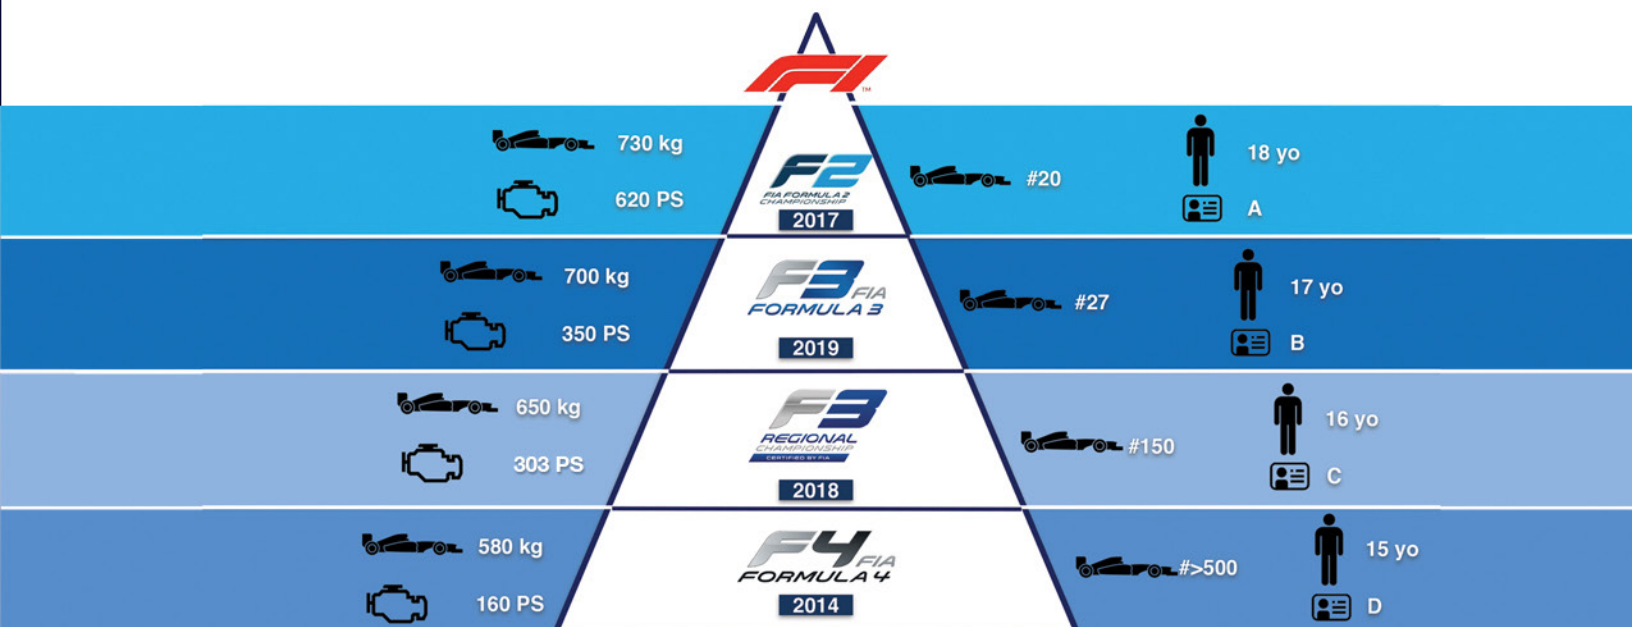 F1
TM
730 kg
620 PS
F2
FIA FORMULA 2
CHAMPIONSHIP
2017
#20
18 yo
A
700 kg
350 PS
F3 FIA
FORMULA 3
2019
#27
17 yo
B
650 kg
303 PS
F3
REGIONAL
CHAMPIONSHIP
CERTIFIED BY FIA
2018
#150
16 yo
C
580 kg
160 PS
F4 FIA
FORMULA 4
2014
#>500
15 yo
D